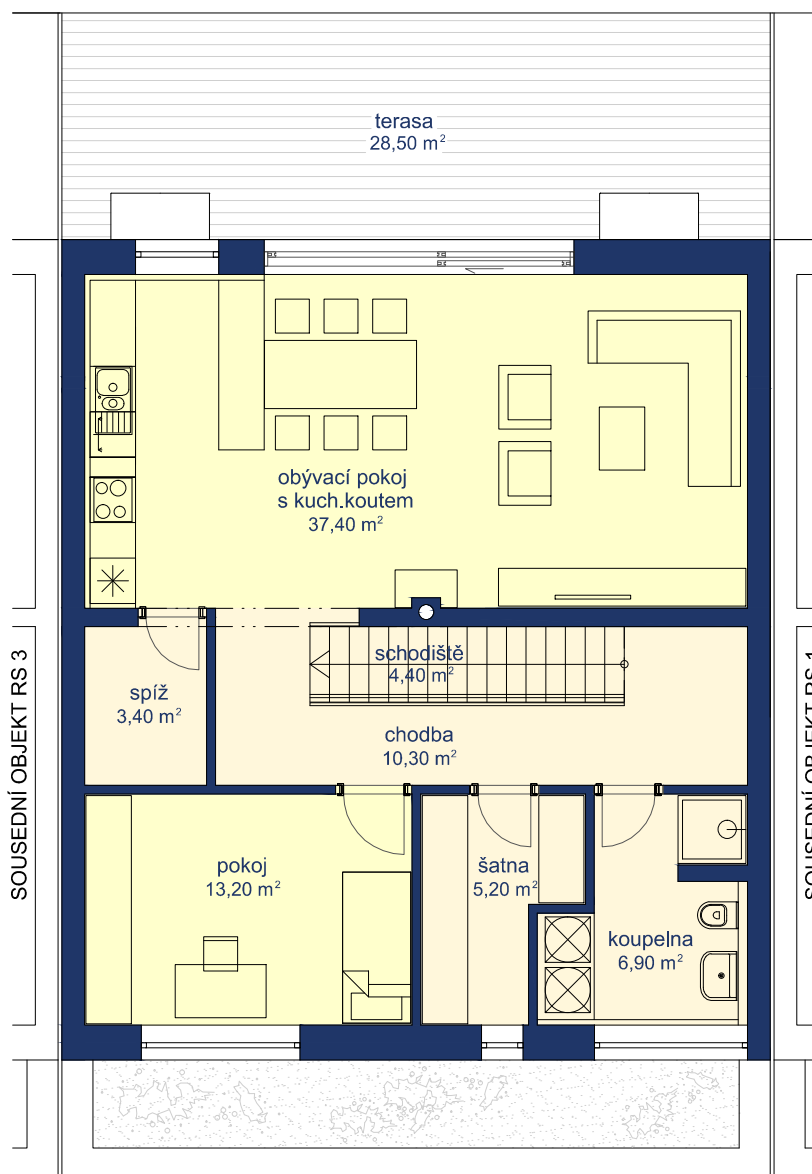 terasa
28,50 m²
obývací pokoj
s kuch.koutem
37,40 m²
schodiště
4,40 m²
spíž
3,40 m²
chodba
10,30 m²
pokoj
13,20 m²
šatna
5,20 m²
koupelna
6,90 m²
SOUSEDNÍ OBJEKT RS 3
SOUSEDNÍ OBJEKT RS